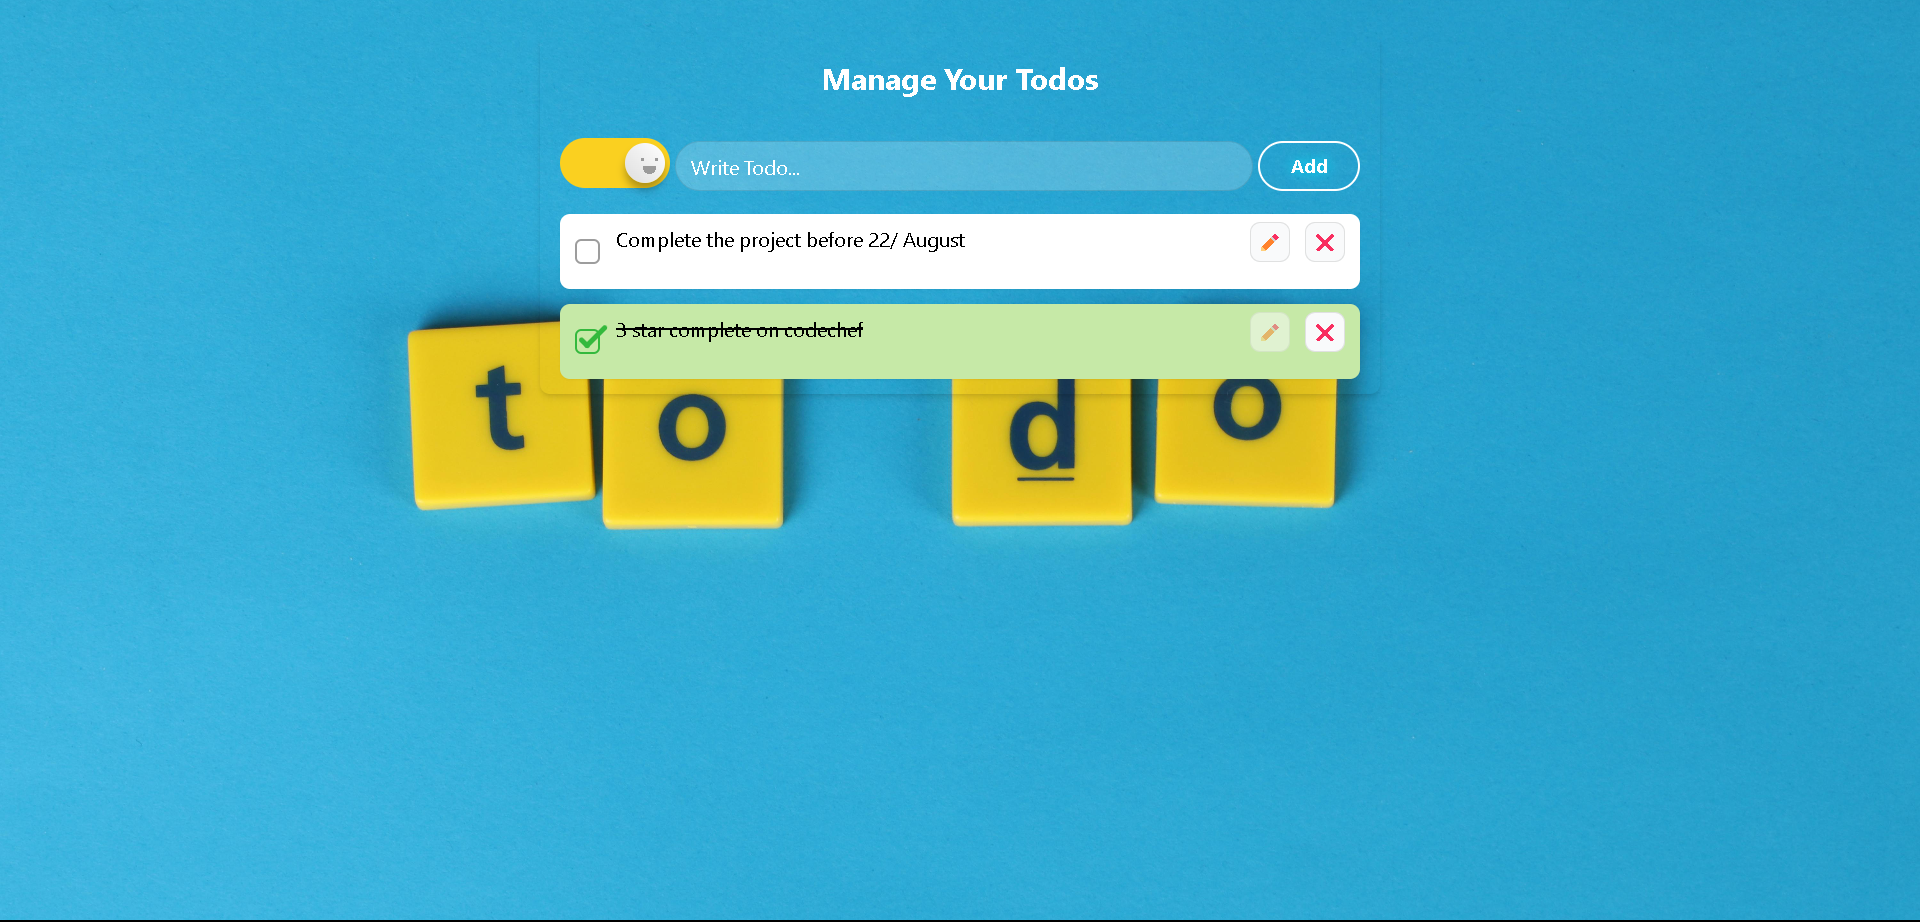 Manage Your Todos
Write Todo...
Add
Complete the project before 22/ August
3 star complete on codechef
t o d o